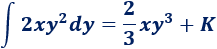 ∫ 2xy²dy = 2/3 xy³ + K